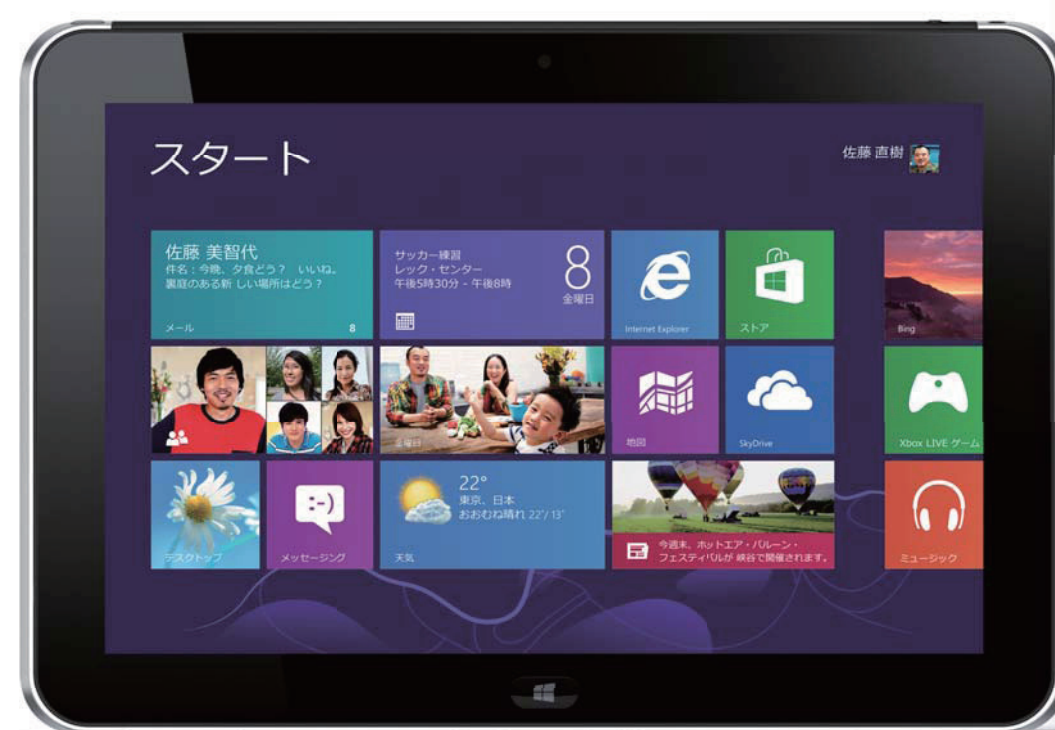 スタート
佐藤 直樹
佐藤 美智代
件名：今晩、夕食どう？ いいね。
裏庭のある新 しい場所はどう？
メール
8
サッカー練習
レック・センター
午後5時30分 - 午後8時
8
金曜日
Internet Explorer
ストア
Bing
金曜日
地図
SkyDrive
Xbox LIVE ゲーム
デスクトップ
:-)
メッセージング
22°
東京、日本
おおむね晴れ 22°/ 13°
天気
今週末、ホットエア・バルーン・
フェスティバルが 峡谷で開催されます。
ミュージック